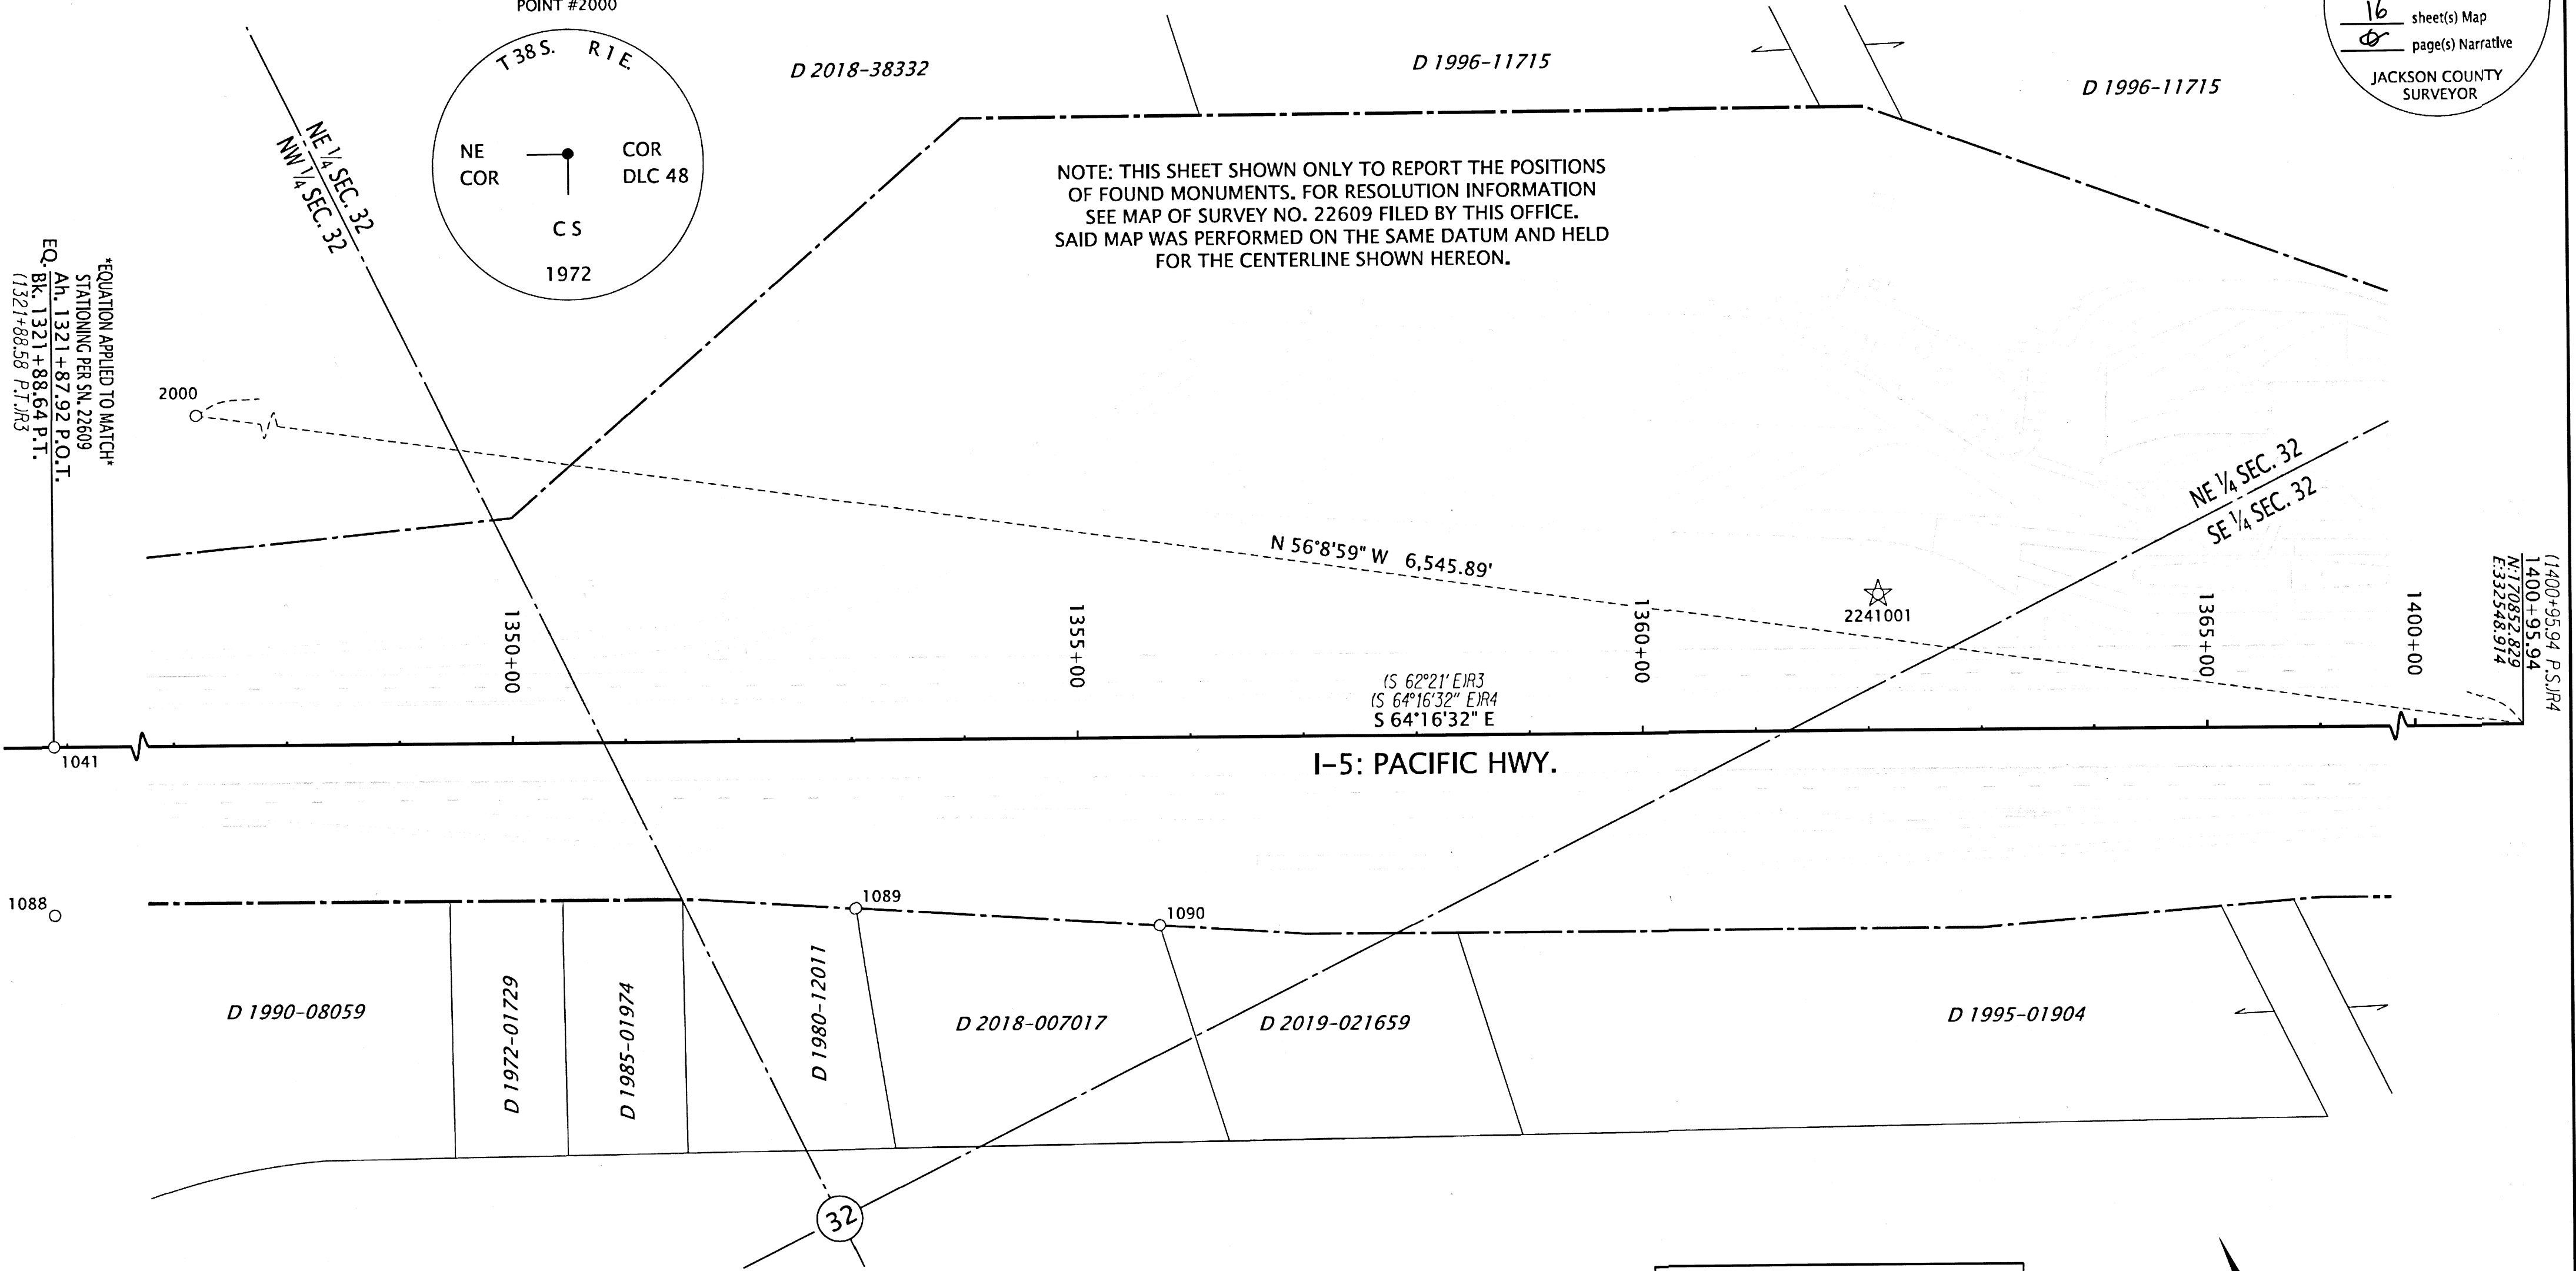 POINT #2000
T 38 S. R 1 E.
NE COR
COR DLC 48
C S
1972
D 2018-38332
D 1996-11715
D 1996-11715
16 sheet(s) Map
page(s) Narrative
JACKSON COUNTY
SURVEYOR
NE 1/4 SEC. 32
NW 1/4 SEC. 32
NOTE: THIS SHEET SHOWN ONLY TO REPORT THE POSITIONS
OF FOUND MONUMENTS. FOR RESOLUTION INFORMATION
SEE MAP OF SURVEY NO. 22609 FILED BY THIS OFFICE.
SAID MAP WAS PERFORMED ON THE SAME DATUM AND HELD
FOR THE CENTERLINE SHOWN HEREON.
*EQUATION APPLIED TO MATCH*
STATIONING PER SN. 22609
EQ. Ah. 1321+87.92 P.O.T.
Bk. 1321+88.64 P.T.
(1321+88.58 P.T.)R3
2000
N 56°8'59" W 6,545.89'
NE 1/4 SEC. 32
SE 1/4 SEC. 32
2241001
(1400+95.94 P.S.)R4
1400+95.94
N:170852.829
E:332548.914
1350+00
1355+00
1360+00
1365+00
1400+00
(S 62°21' E)R3
(S 64°16'32" E)R4
S 64°16'32" E
1041
I-5: PACIFIC HWY.
1088
1089
1090
D 1990-08059
D 1972-01729
D 1985-01974
D 1980-12011
D 2018-007017
D 2019-021659
D 1995-01904
32